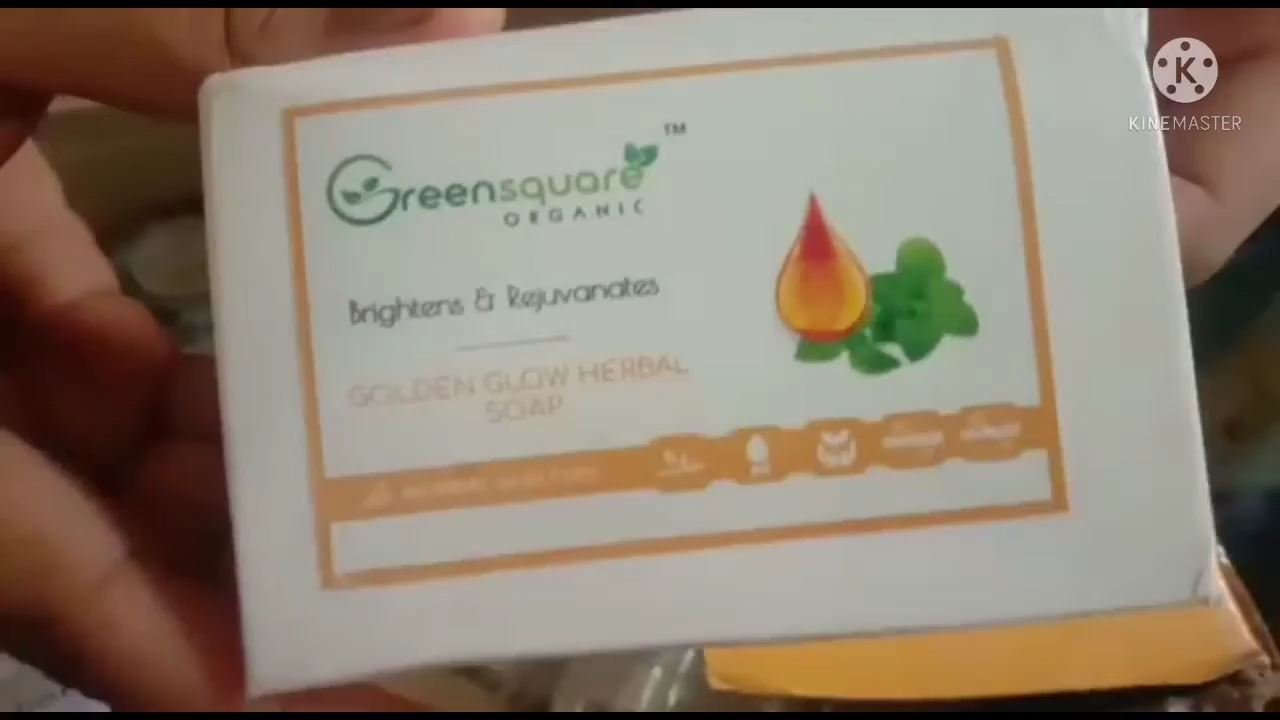 Greensquare™
ORGANIC
Brightens & Rejuvanates
GOLDEN GLOW HERBAL
SOAP
KINEMASTER